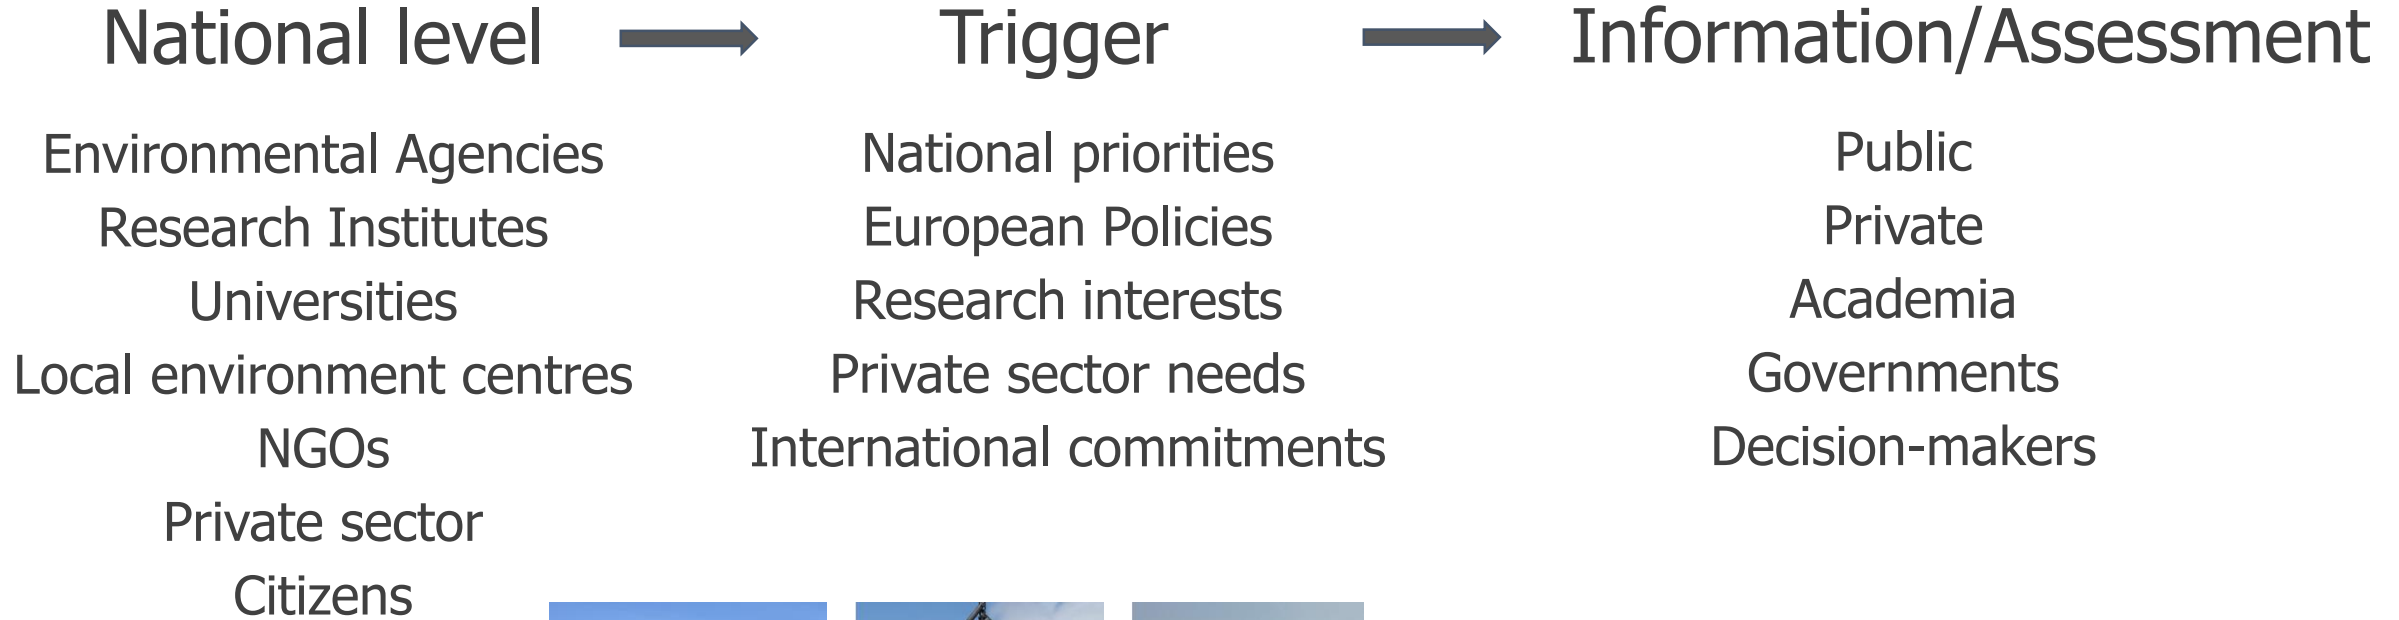 National level
Trigger
Information/Assessment
Environmental Agencies
Research Institutes
Universities
Local environment centres
NGOs
Private sector
Citizens
National priorities
European Policies
Research interests
Private sector needs
International commitments
Public
Private
Academia
Governments
Decision-makers